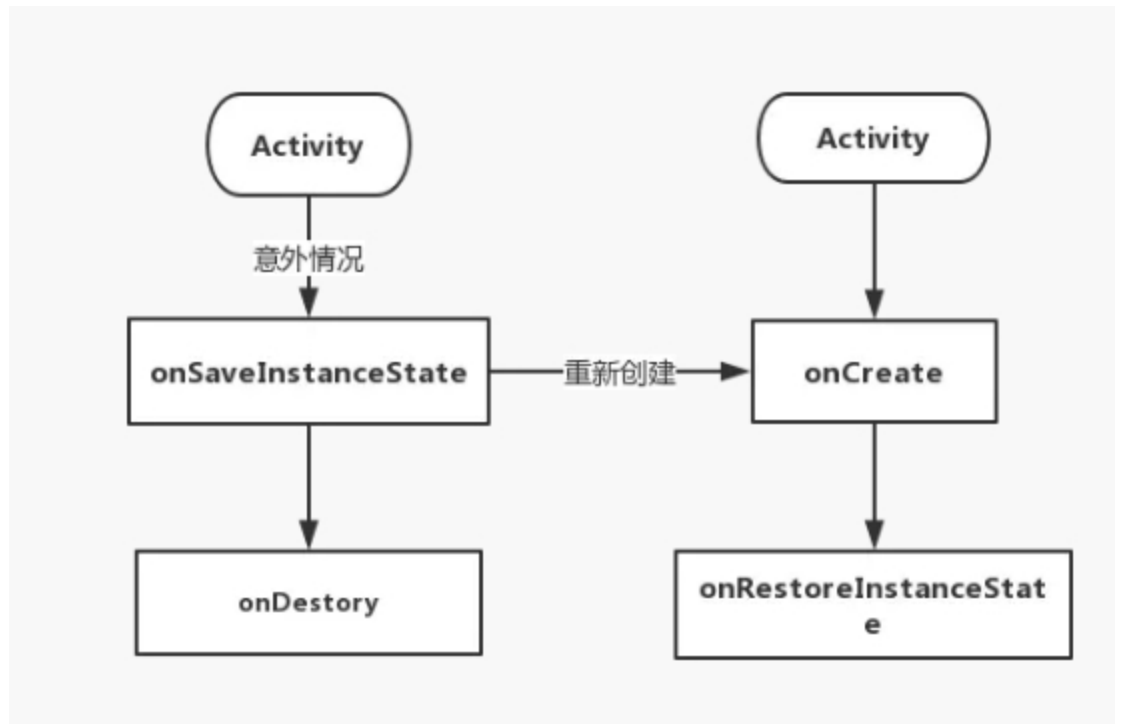 Activity
Activity
意外情况
onSaveInstanceState
重新创建
onCreate
onDestory
onRestoreInstanceStat
e